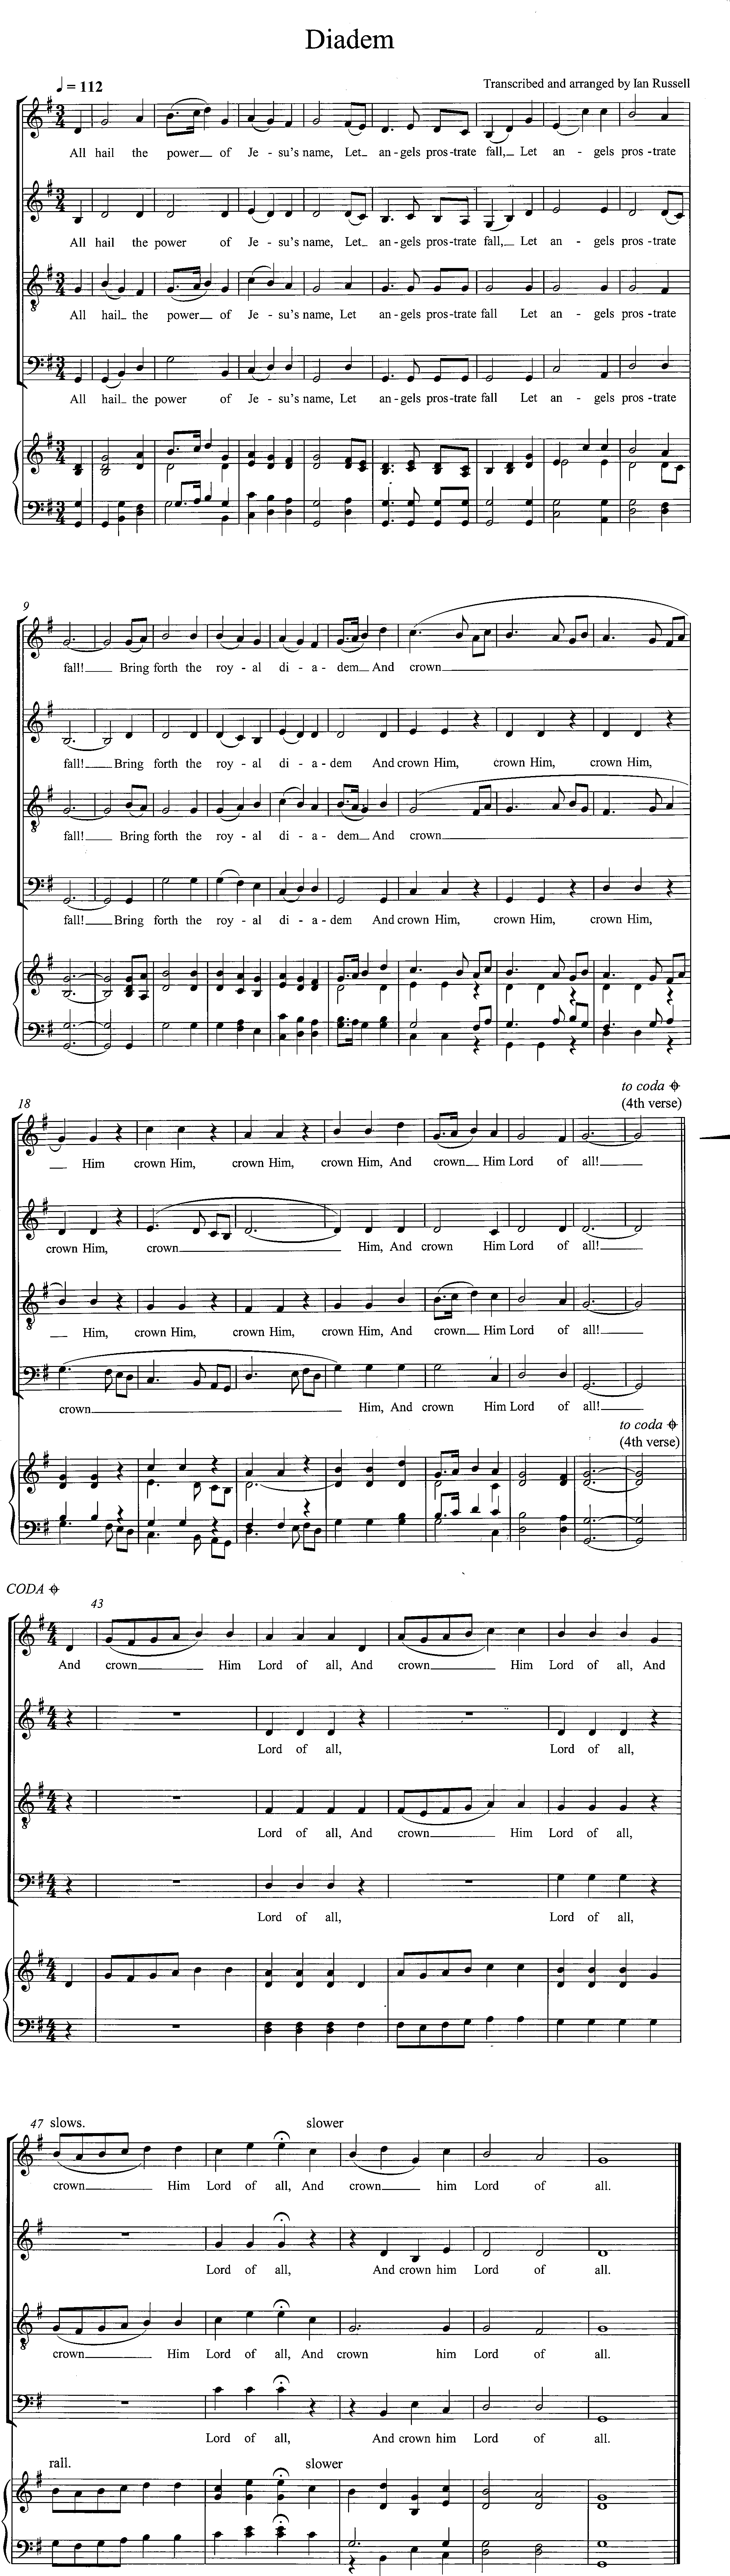 Diadem
♩ = 112
Transcribed and arranged by Ian Russell
All hail the power of Je - su's name, Let an - gels pros - trate fall, Let an - gels pros - trate
All hail the power of Je - su's name, Let an - gels pros - trate fall, Let an - gels pros - trate
All hail the power of Je - su's name, Let an - gels pros - trate fall Let an - gels pros - trate
All hail the power of Je - su's name, Let an - gels pros - trate fall Let an - gels pros - trate
9
fall! Bring forth the roy - al di - a - dem And crown
fall! Bring forth the roy - al di - a - dem And crown Him, crown Him, crown Him,
fall! Bring forth the roy - al di - a - dem And crown
fall! Bring forth the roy - al di - a - dem And crown Him, crown Him, crown Him,
to coda
18 (4th verse)
Him crown Him, crown Him, crown Him, And crown Him Lord of all!
crown Him, crown Him, And crown Him Lord of all!
Him, crown Him, crown Him, crown Him, And crown Him Lord of all!
crown Him, And crown Him Lord of all!
to coda
(4th verse)
CODA
43
And crown Him Lord of all, And crown Him Lord of all, And
Lord of all, Lord of all,
Lord of all, And crown Him Lord of all,
Lord of all, Lord of all,
47 slows. slower
crown Him Lord of all, And crown him Lord of all.
Lord of all, And crown him Lord of all.
crown Him Lord of all, And crown him Lord of all.
Lord of all, And crown him Lord of all.
rall. slower